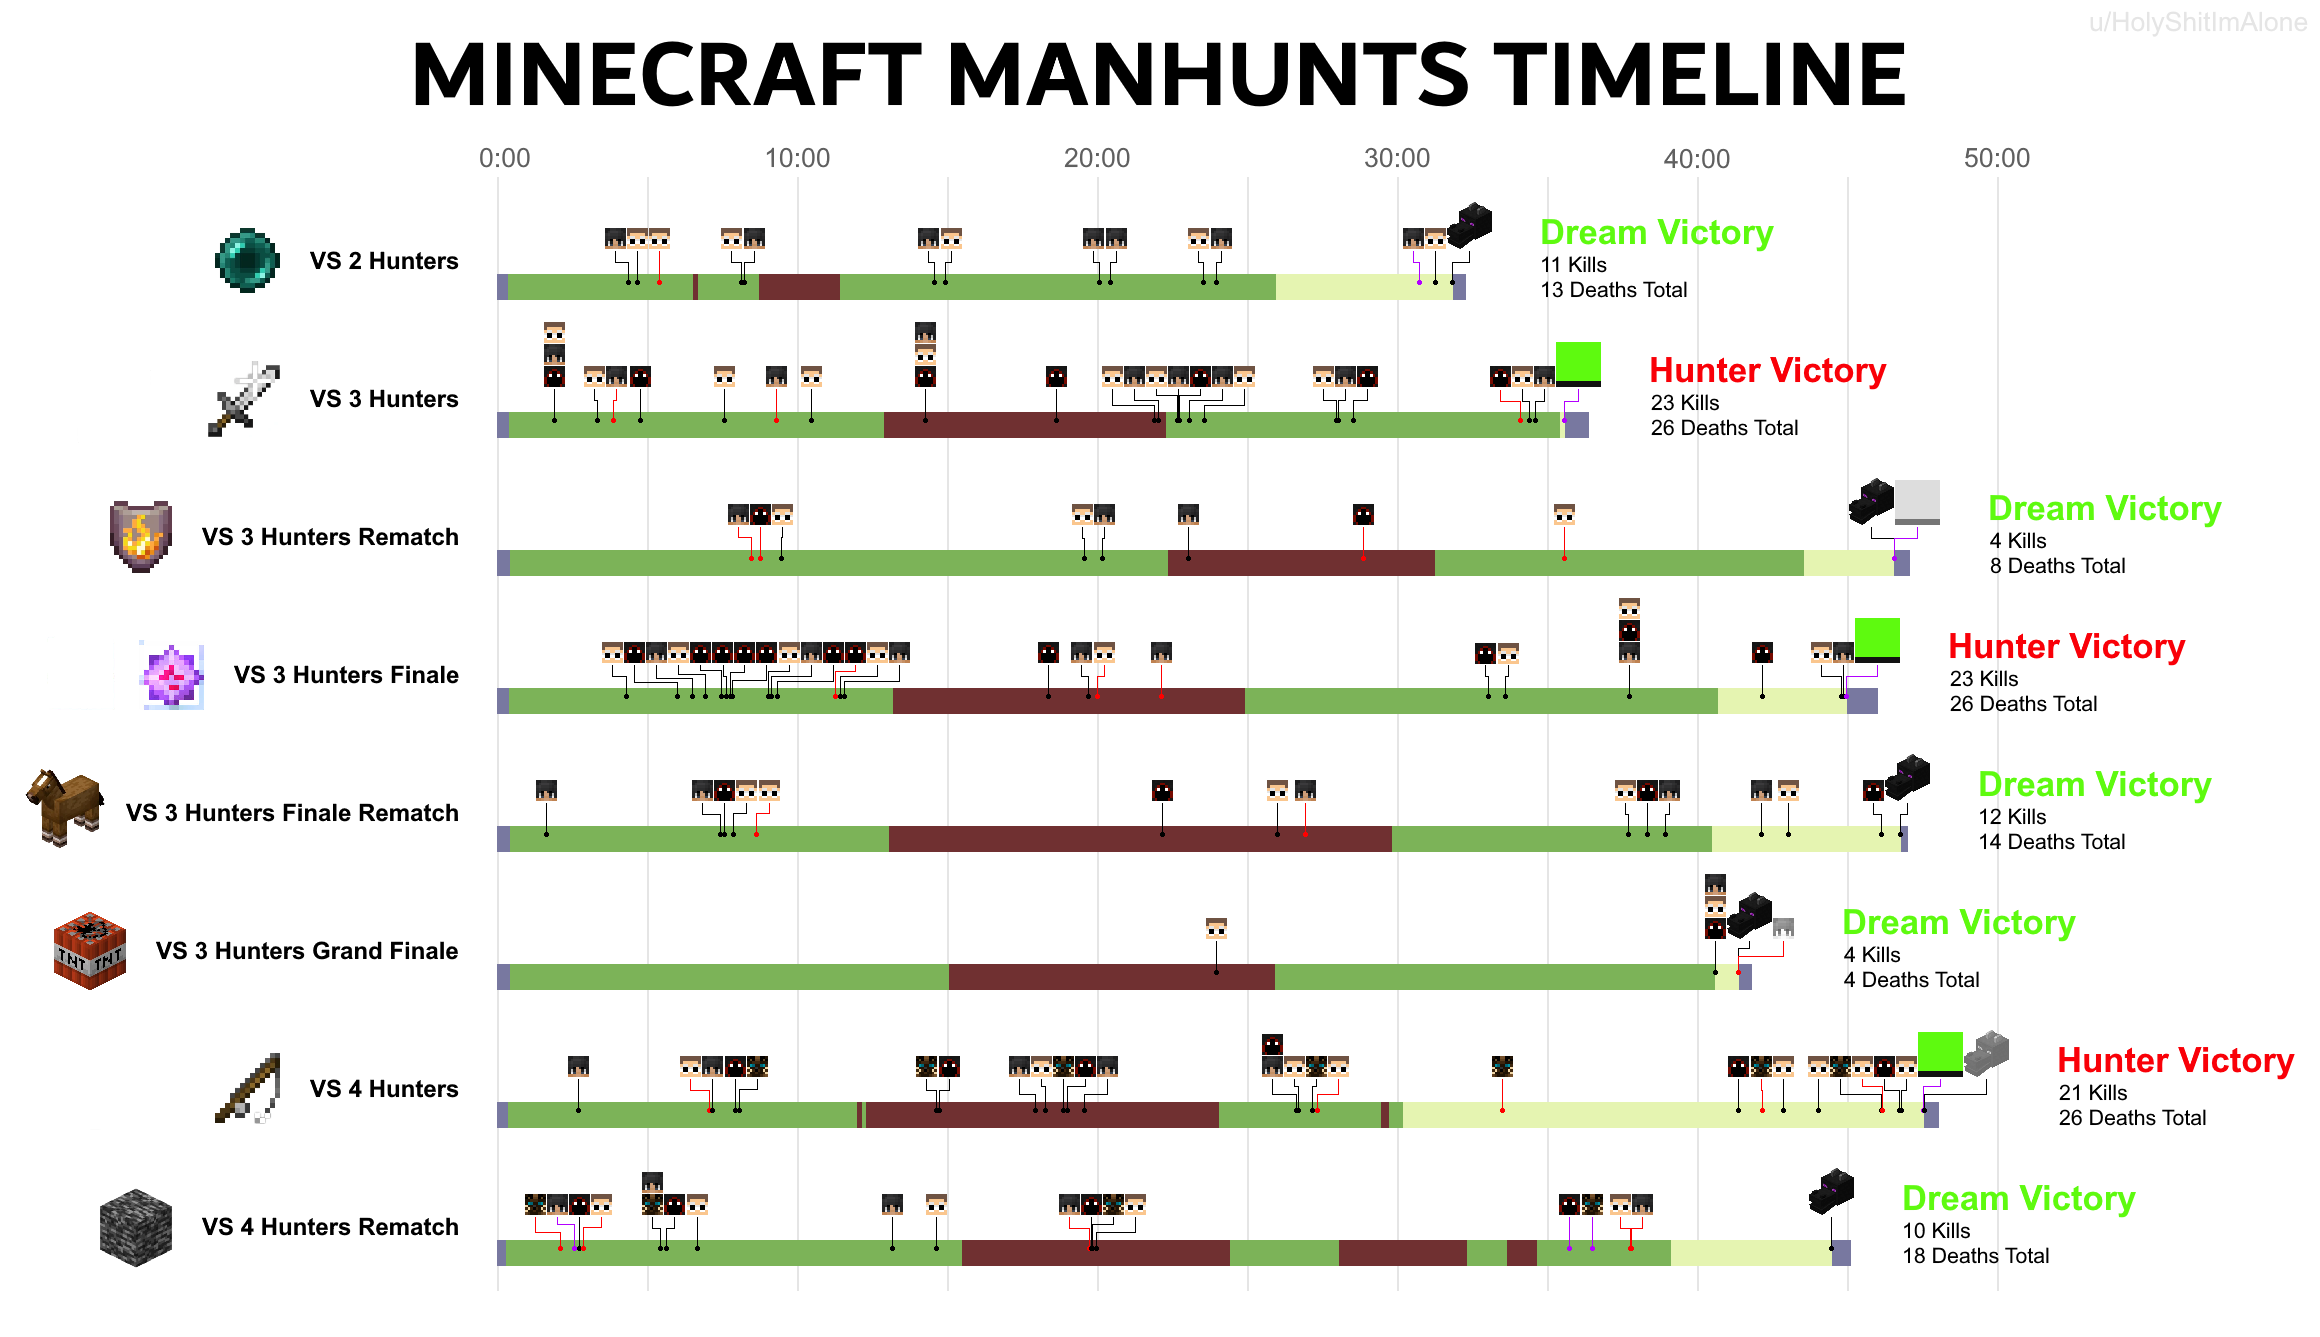 u/HolyShitImAlone
MINECRAFT MANHUNTS TIMELINE
0:00 10:00 20:00 30:00 40:00 50:00
VS 2 Hunters
Dream Victory
11 Kills
13 Deaths Total
VS 3 Hunters
Hunter Victory
23 Kills
26 Deaths Total
VS 3 Hunters Rematch
Dream Victory
4 Kills
8 Deaths Total
VS 3 Hunters Finale
Hunter Victory
23 Kills
26 Deaths Total
VS 3 Hunters Finale Rematch
Dream Victory
12 Kills
14 Deaths Total
TNT TNT
VS 3 Hunters Grand Finale
Dream Victory
4 Kills
4 Deaths Total
VS 4 Hunters
Hunter Victory
21 Kills
26 Deaths Total
VS 4 Hunters Rematch
Dream Victory
10 Kills
18 Deaths Total